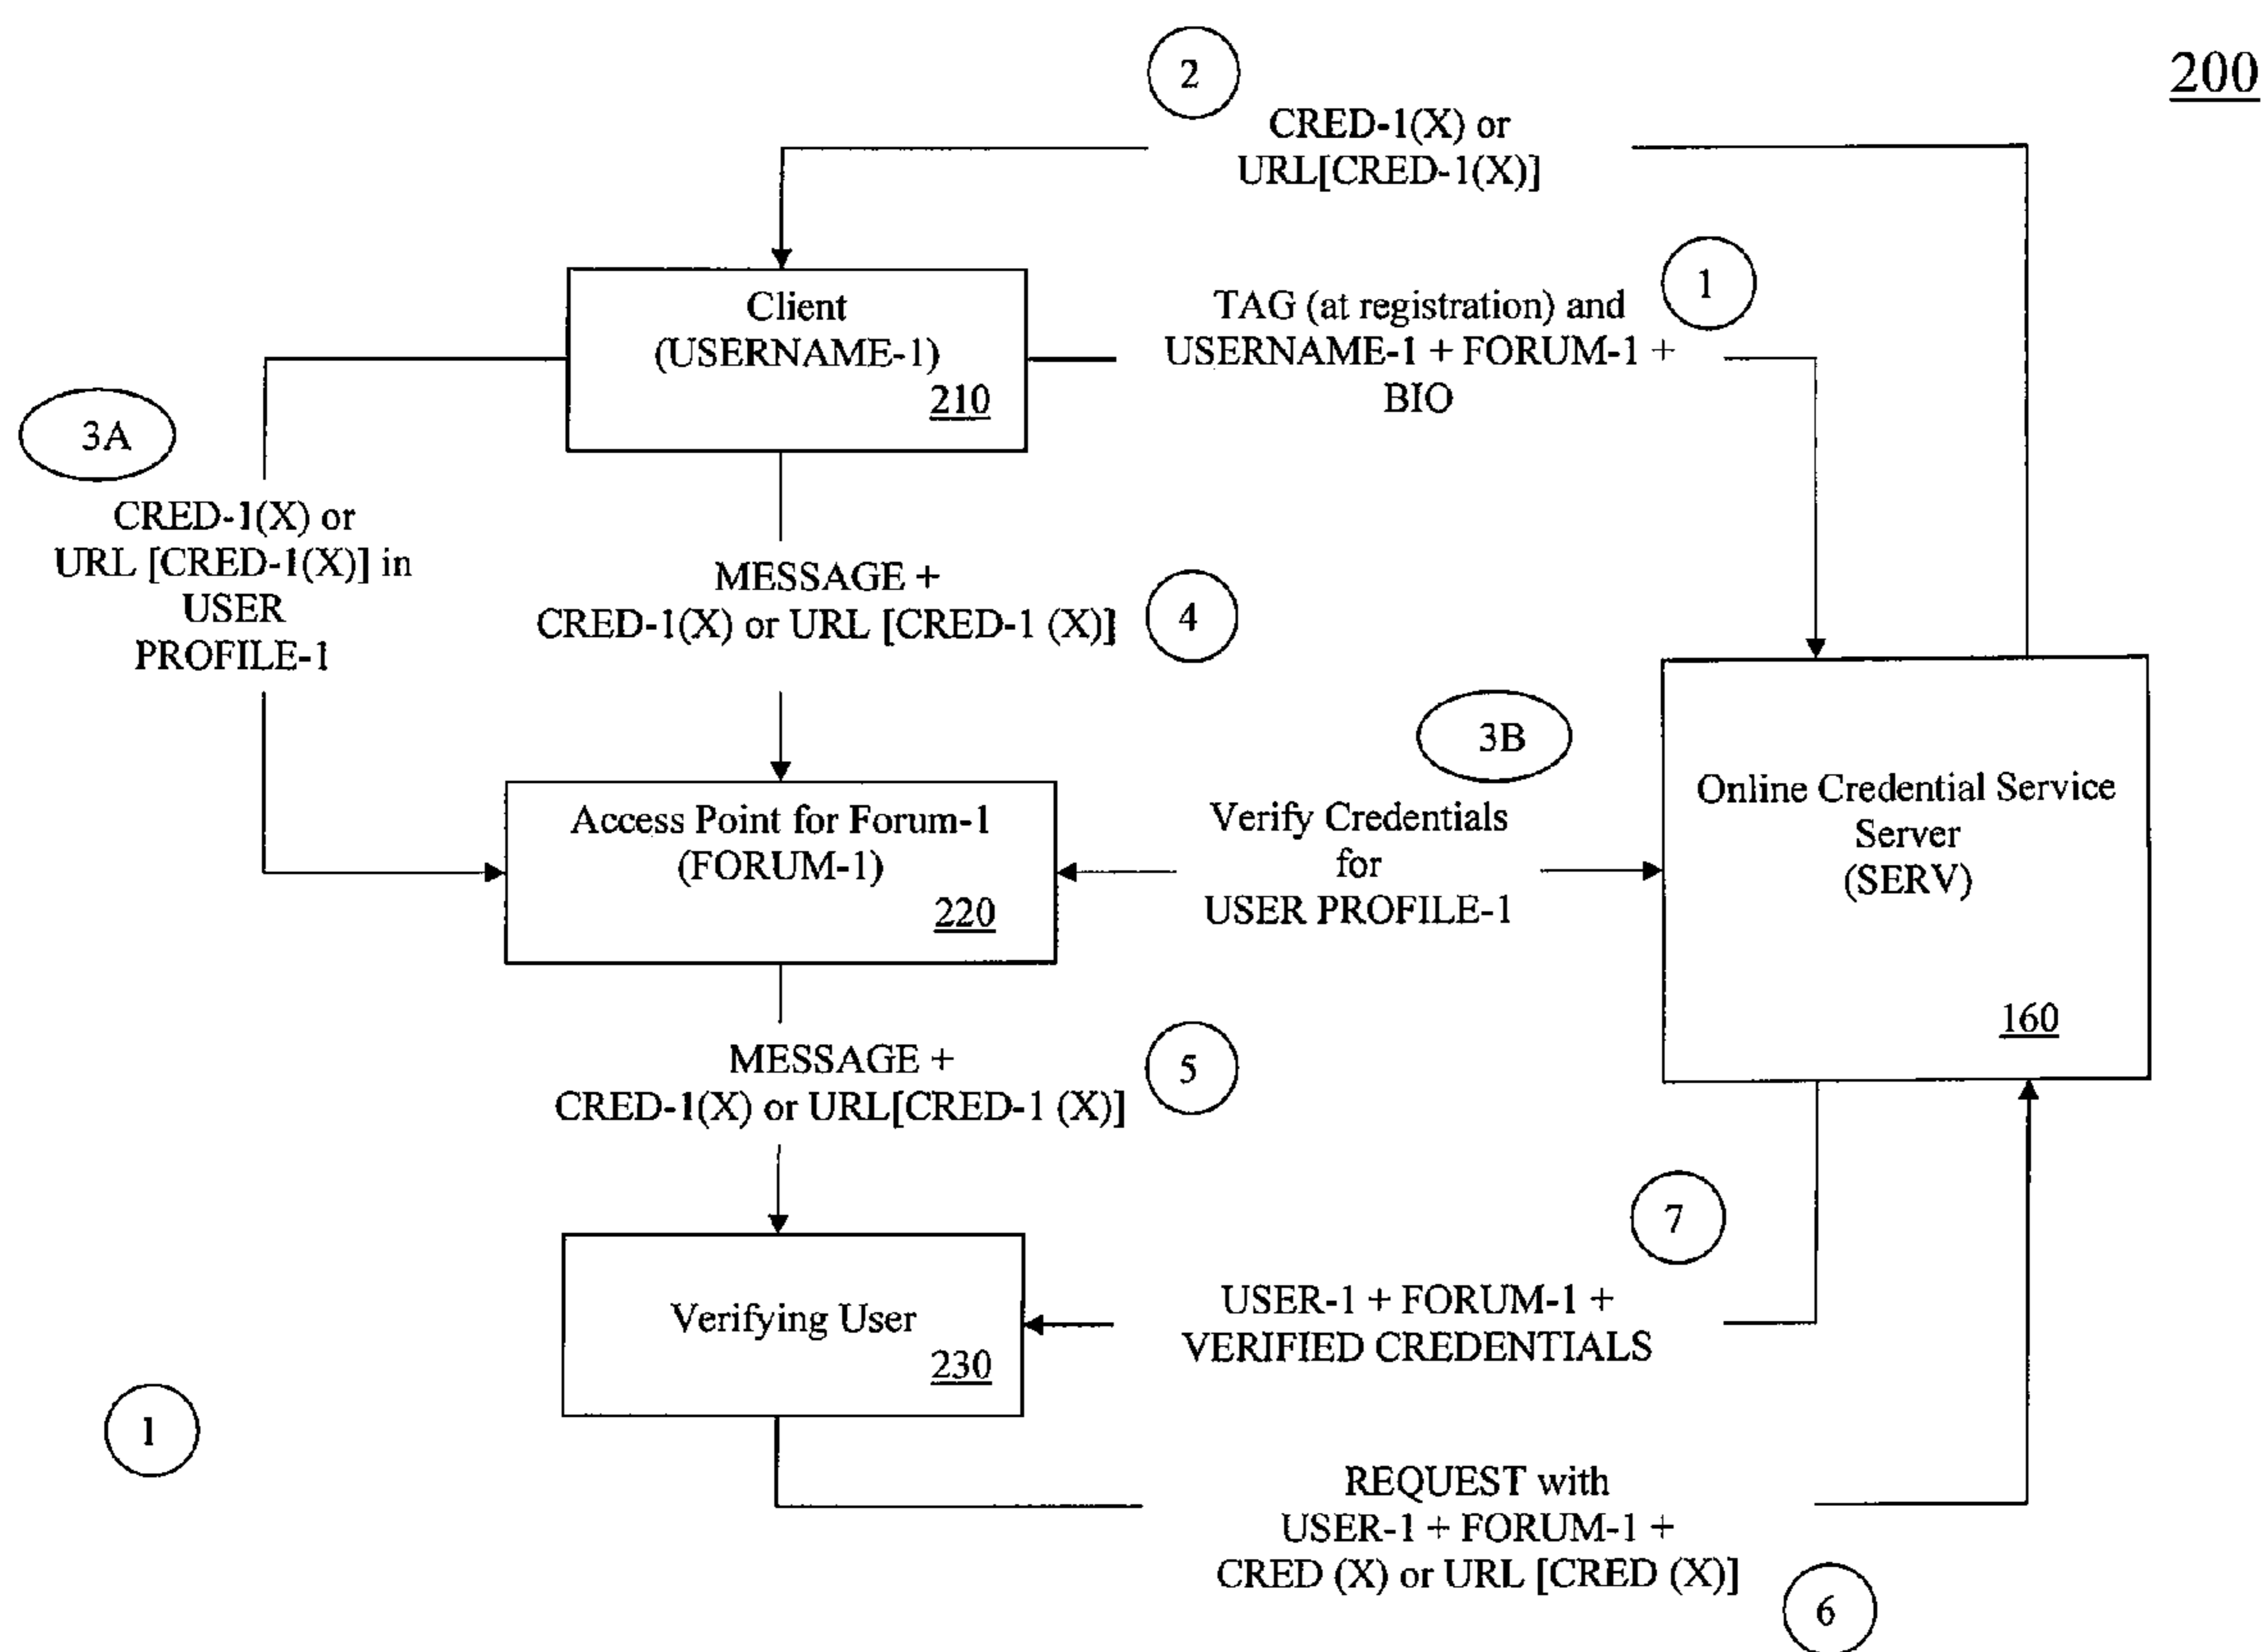 200
2
CRED-1(X) or
URL[CRED-1(X)]
1
TAG (at registration) and
USERNAME-1 + FORUM-1 +
BIO
Client
(USERNAME-1)
210
3A
CRED-1(X) or
URL [CRED-1(X)] in
USER
PROFILE-1
MESSAGE +
CRED-1(X) or URL [CRED-1 (X)]
4
3B
Verify Credentials
for
USER PROFILE-1
Access Point for Forum-1
(FORUM-1)
220
Online Credential Service
Server
(SERV)
160
MESSAGE +
CRED-1(X) or URL[CRED-1 (X)]
5
7
USER-1 + FORUM-1 +
VERIFIED CREDENTIALS
Verifying User
230
1
REQUEST with
USER-1 + FORUM-1 +
CRED (X) or URL [CRED (X)]
6